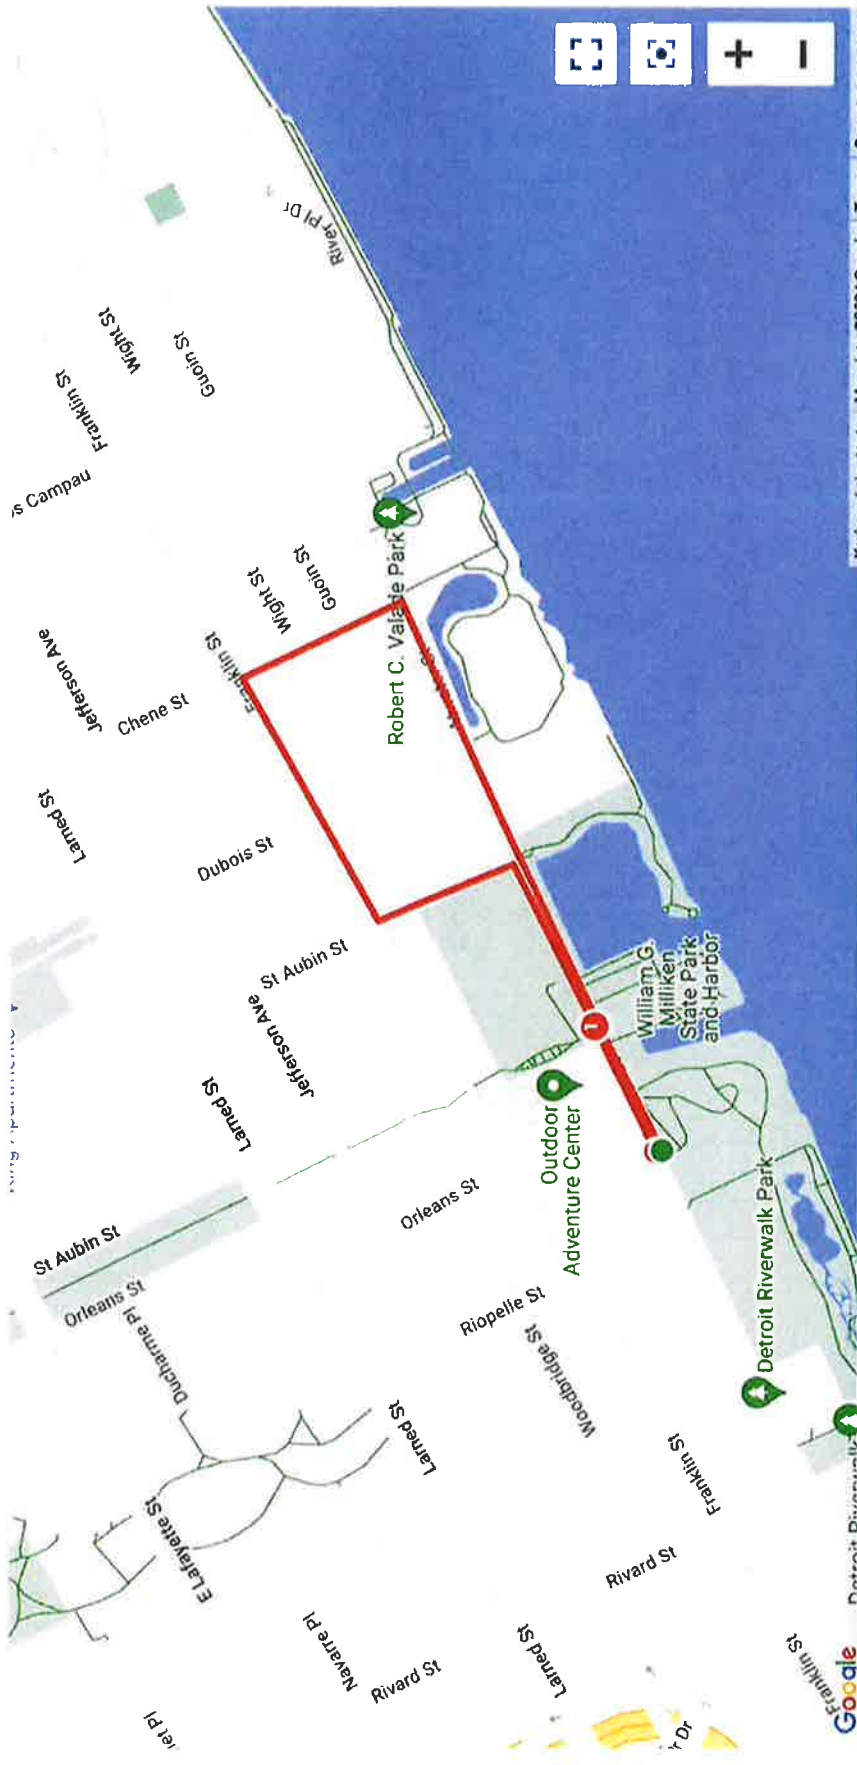 s Campau
Franklin St
Wight St
Guoin St
River Pl Dr
Jefferson Ave
Chene St
Franklin St
Wight St
Guoin St
Robert C. Valade Park
Larned St
Dubois St
St Aubin St
Jefferson Ave
Larned St
William G.
Milliken
State Park
and Harbor
Outdoor
Adventure Center
St Aubin St
Orleans St
Orleans St
Ducharme Pl
Riopelle St
Woodbridge St
Detroit Riverwalk Park
Larned St
Franklin St
E Lafayette St
Rivard St
Navarre Pl
Rivard St
Larned St
Franklin St
Google